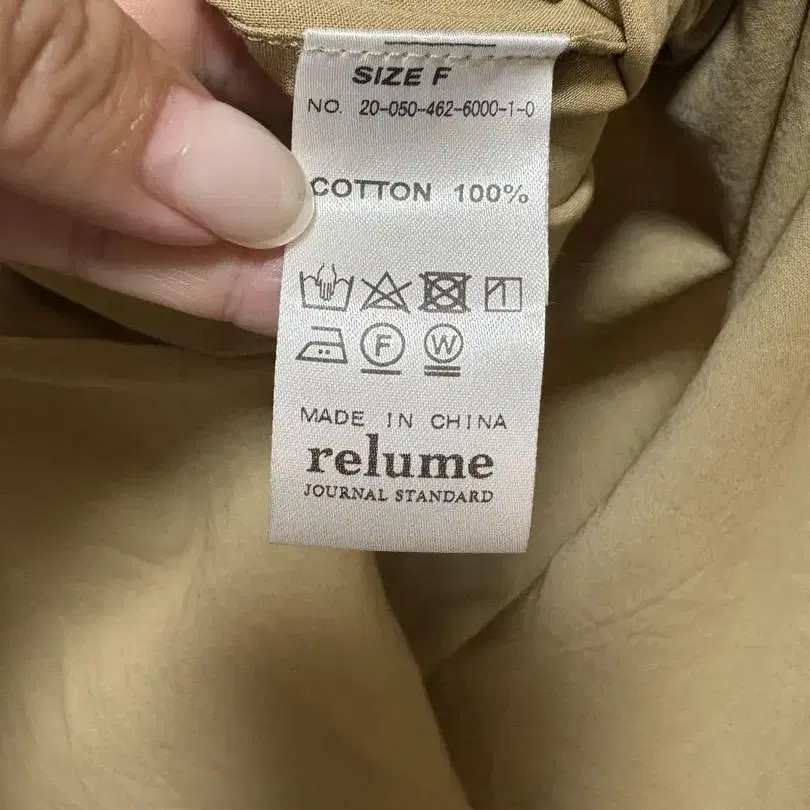 SIZE F
NO. 20-050-462-6000-1-0
COTTON 100%
F W
MADE IN CHINA
relume
JOURNAL STANDARD